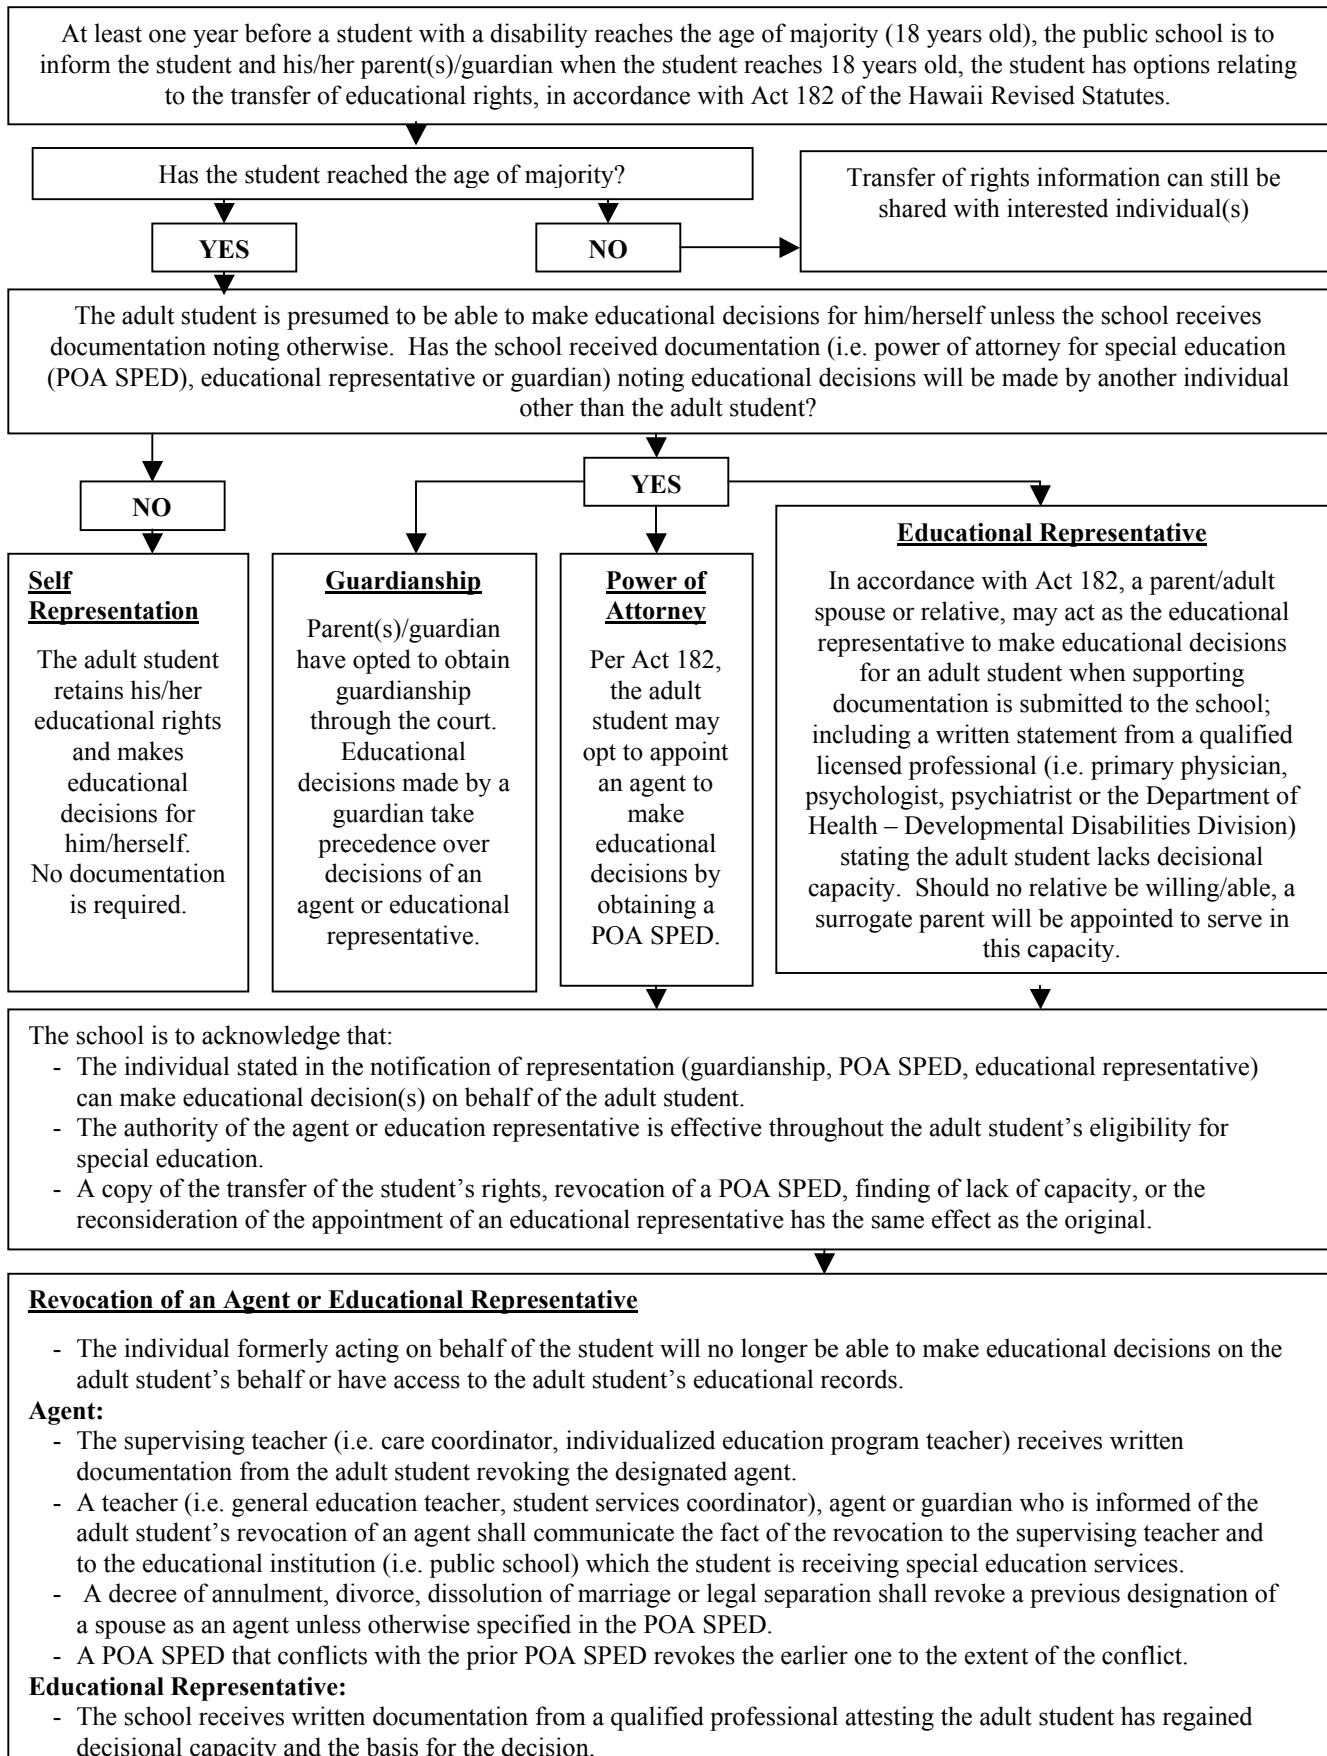 At least one year before a student with a disability reaches the age of majority (18 years old), the public school is to
inform the student and his/her parent(s)/guardian when the student reaches 18 years old, the student has options relating
to the transfer of educational rights, in accordance with Act 182 of the Hawaii Revised Statutes.
Has the student reached the age of majority?
Transfer of rights information can still be
shared with interested individual(s)
YES
NO
The adult student is presumed to be able to make educational decisions for him/herself unless the school receives
documentation noting otherwise.  Has the school received documentation (i.e. power of attorney for special education
(POA SPED), educational representative or guardian) noting educational decisions will be made by another individual
other than the adult student?
NO
YES
Self
Representation
The adult student
retains his/her
educational rights
and makes
educational
decisions for
him/herself.
No documentation
is required.
Guardianship
Parent(s)/guardian
have opted to obtain
guardianship
through the court.
Educational
decisions made by a
guardian take
precedence over
decisions of an
agent or educational
representative.
Power of
Attorney
Per Act 182,
the adult
student may
opt to appoint
an agent to
make
educational
decisions by
obtaining a
POA SPED.
Educational Representative
In accordance with Act 182, a parent/adult
spouse or relative, may act as the educational
representative to make educational decisions
for an adult student when supporting
documentation is submitted to the school;
including a written statement from a qualified
licensed professional (i.e. primary physician,
psychologist, psychiatrist or the Department of
Health – Developmental Disabilities Division)
stating the adult student lacks decisional
capacity.  Should no relative be willing/able, a
surrogate parent will be appointed to serve in
this capacity.
The school is to acknowledge that:
- The individual stated in the notification of representation (guardianship, POA SPED, educational representative)
can make educational decision(s) on behalf of the adult student.
- The authority of the agent or education representative is effective throughout the adult student’s eligibility for
special education.
- A copy of the transfer of the student’s rights, revocation of a POA SPED, finding of lack of capacity, or the
reconsideration of the appointment of an educational representative has the same effect as the original.
Revocation of an Agent or Educational Representative
- The individual formerly acting on behalf of the student will no longer be able to make educational decisions on the
adult student’s behalf or have access to the adult student’s educational records.
Agent:
- The supervising teacher (i.e. care coordinator, individualized education program teacher) receives written
documentation from the adult student revoking the designated agent.
- A teacher (i.e. general education teacher, student services coordinator), agent or guardian who is informed of the
adult student’s revocation of an agent shall communicate the fact of the revocation to the supervising teacher and
to the educational institution (i.e. public school) which the student is receiving special education services.
- A decree of annulment, divorce, dissolution of marriage or legal separation shall revoke a previous designation of
a spouse as an agent unless otherwise specified in the POA SPED.
- A POA SPED that conflicts with the prior POA SPED revokes the earlier one to the extent of the conflict.
Educational Representative:
- The school receives written documentation from a qualified professional attesting the adult student has regained
decisional capacity and the basis for the decision.